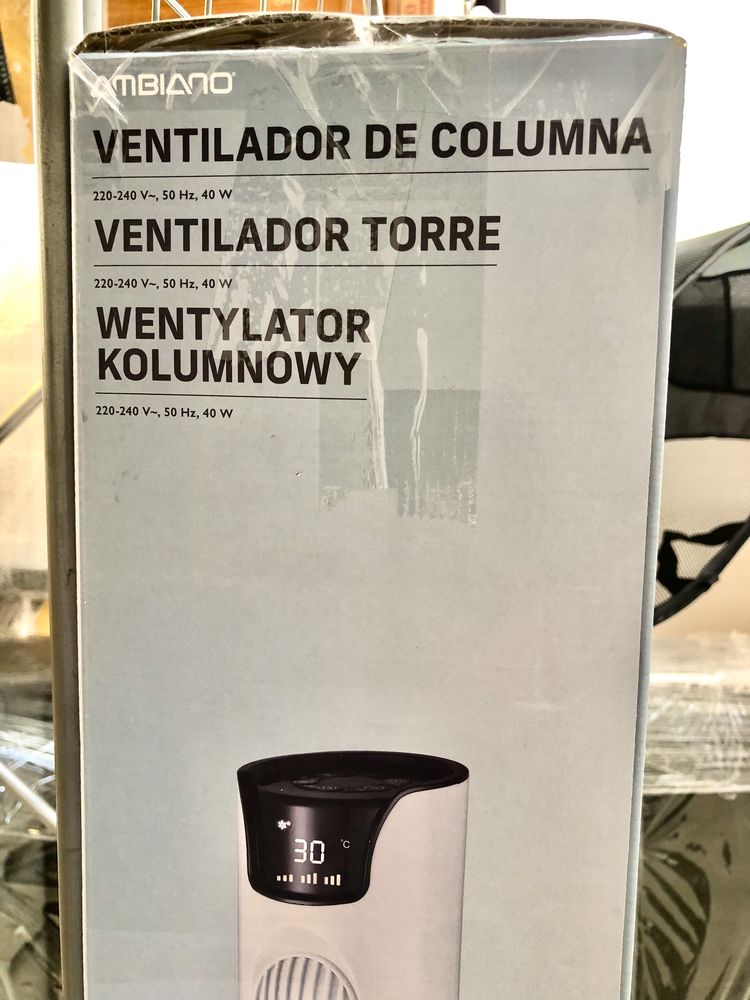 AMBIANO
VENTILADOR DE COLUMNA
220-240 V~, 50 Hz, 40 W
VENTILADOR TORRE
220-240 V~, 50 Hz, 40 W
WENTYLATOR
KOLUMNOWY
220-240 V~, 50 Hz, 40 W
30 °C